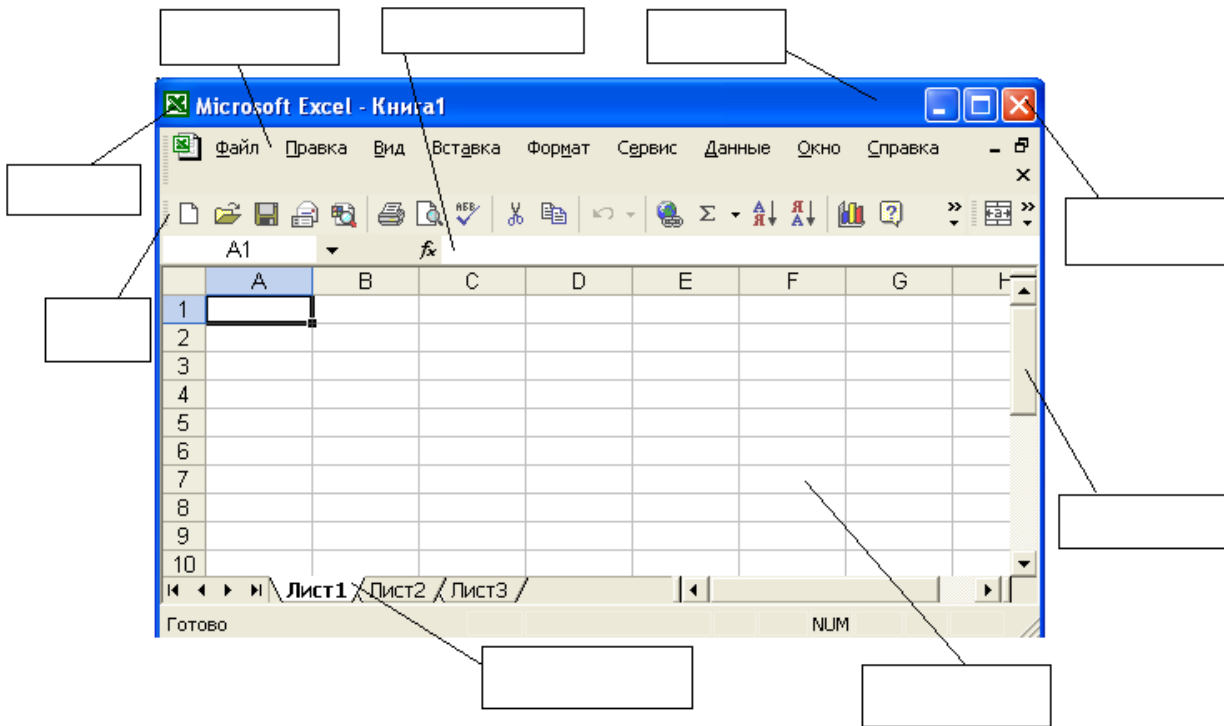 Microsoft Excel - Книга1
Файл Правка Вид Вставка Формат Сервис Данные Окно Справка
АБВ Σ А Я Я А ?
A1 fx
A B C D E F G H
1
2
3
4
5
6
7
8
9
10
Лист1 Лист2 Лист3
Готово NUM